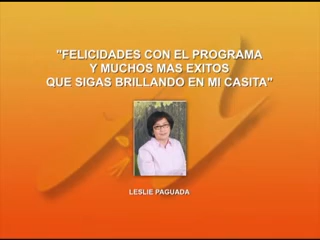 "FELICIDADES CON EL PROGRAMA
Y MUCHOS MAS EXITOS
QUE SIGAS BRILLANDO EN MI CASITA"
LESLIE PAGUADA